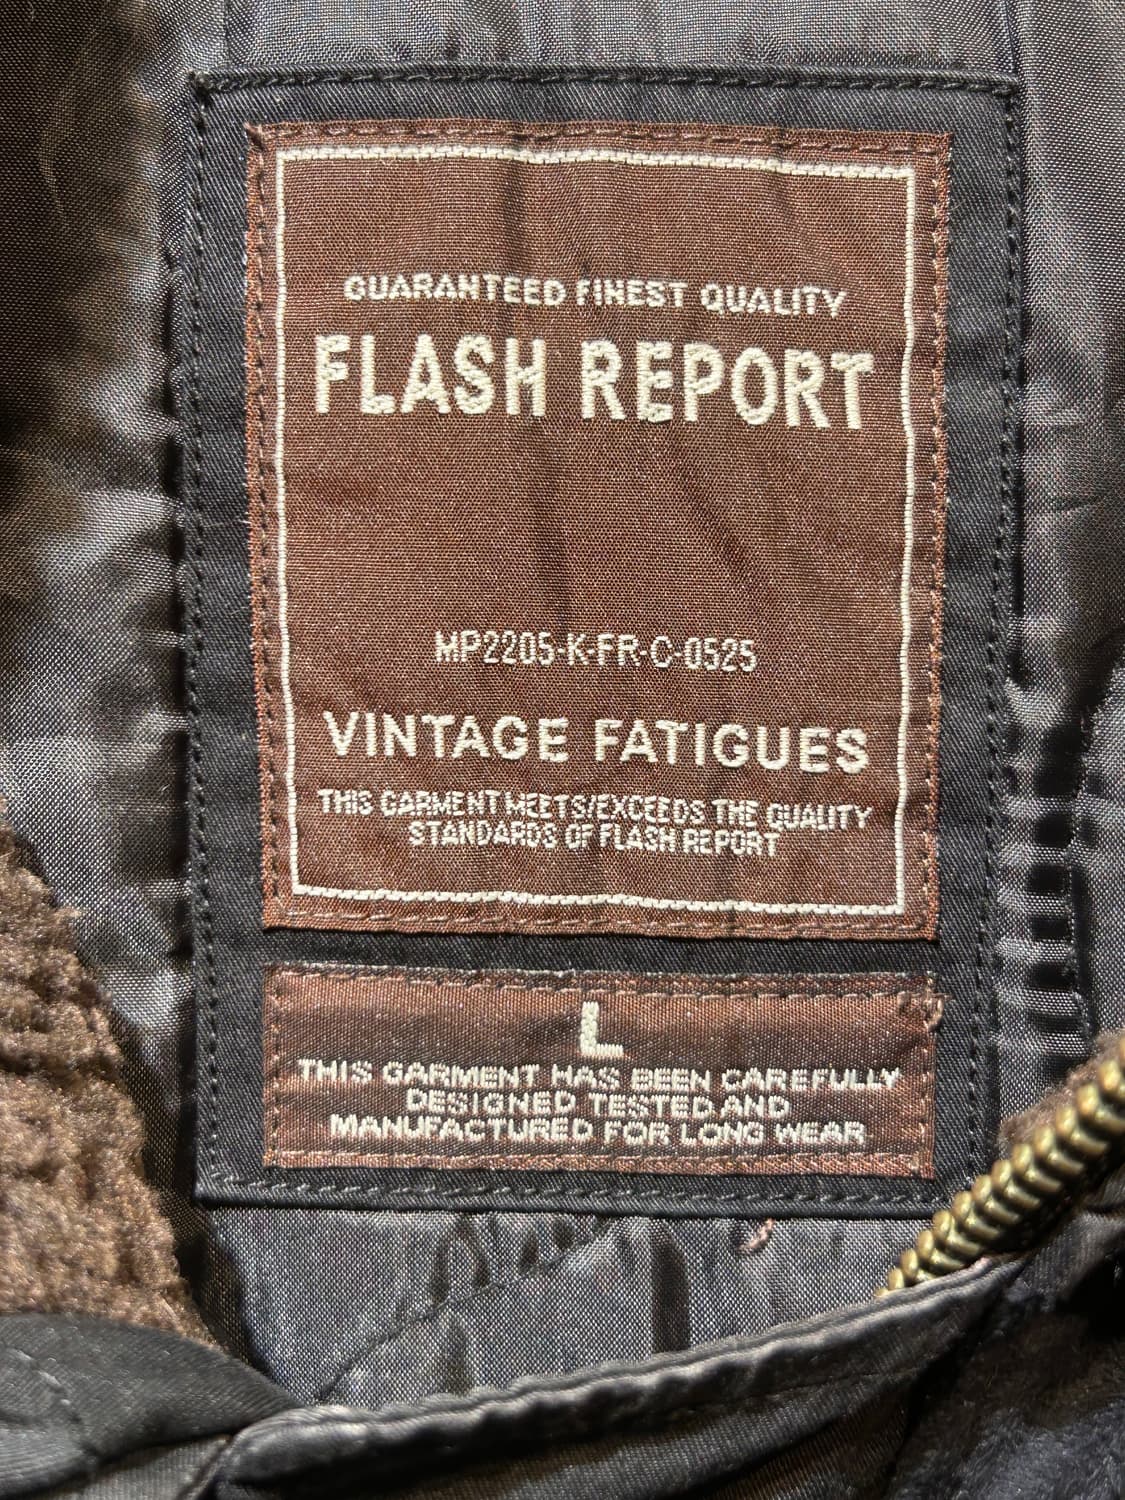 GUARANTEED FINEST QUALITY
FLASH REPORT
MP2205-K-FR-C-0525
VINTAGE FATIGUES
THIS GARMENT MEETS/EXCEEDS THE QUALITY
STANDARDS OF FLASH REPORT
L
THIS GARMENT HAS BEEN CAREFULLY
DESIGNED TESTED AND
MANUFACTURED FOR LONG WEAR